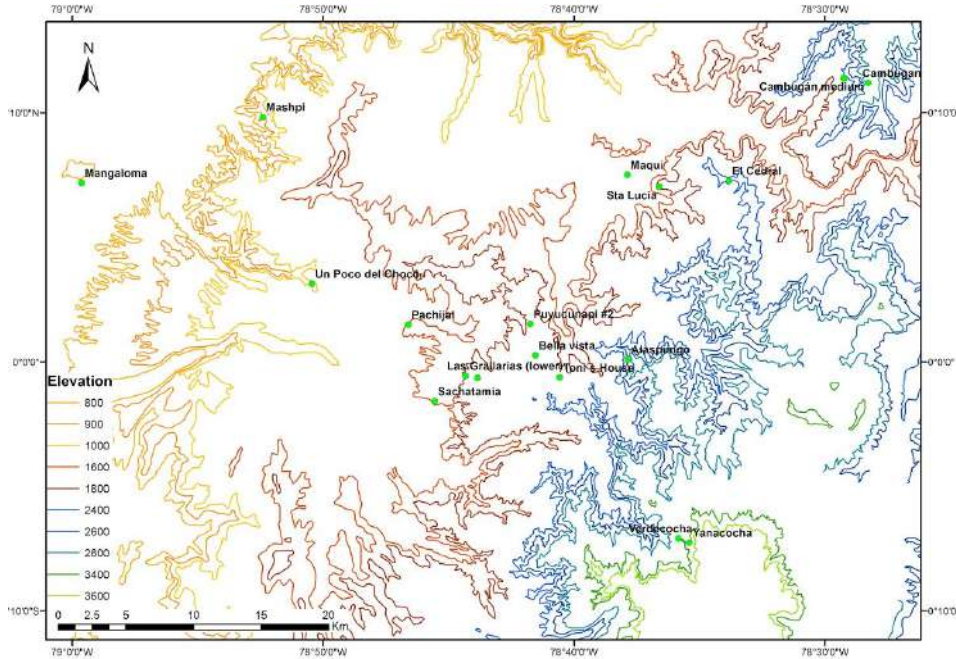 79°0'0"W 78°50'0"W 78°40'0"W 78°30'0"W
N
Cambugan
Cambugan medium
0°10'0"N 0°10'
Mashpi
Mangaloma
Maqui
El Cedral
Sta Lucia
Un Poco del Choco
Pachijal
Puyucunapi #2
Bella vista
0°0'0" 0°0'0
Las Grallarias (lower)
Toni's House
Elevation
Sachatamia
800
900
1000
1600
1800
2400
2600
2800
3400
3600
Verdecocha
Yanacocha
'10'0"S 0°10'0
0 2.5 5 10 15 20
Km
79°0'0"W 78°50'0"W 78°40'0"W 78°30'0"W